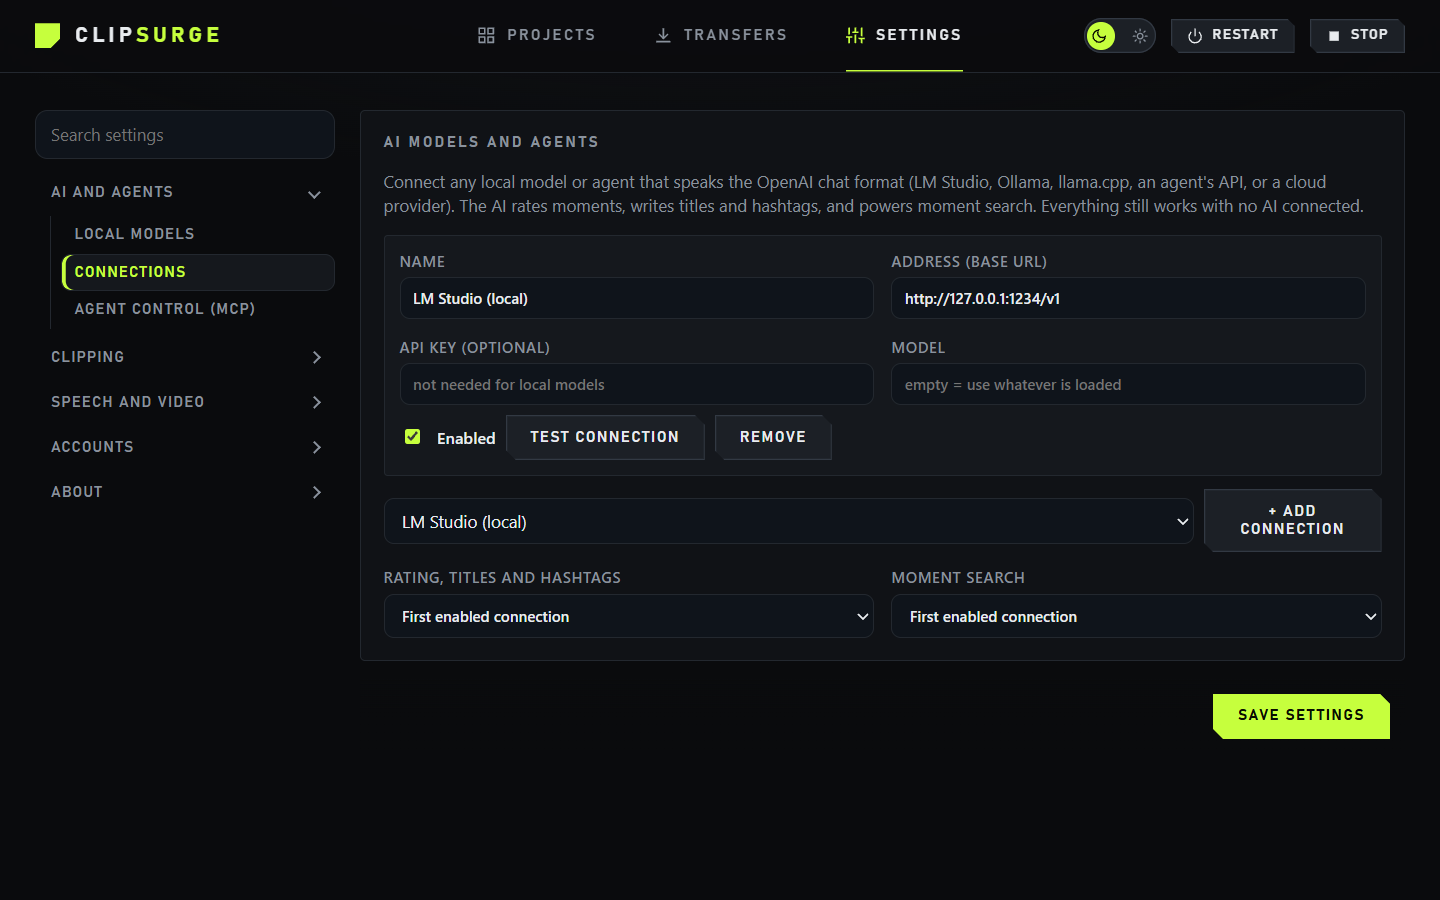 CLIPSURGE
PROJECTS
TRANSFERS
SETTINGS
RESTART
STOP
Search settings
AI AND AGENTS
LOCAL MODELS
CONNECTIONS
AGENT CONTROL (MCP)
CLIPPING
SPEECH AND VIDEO
ACCOUNTS
ABOUT
AI MODELS AND AGENTS
Connect any local model or agent that speaks the OpenAI chat format (LM Studio, Ollama, llama.cpp, an agent's API, or a cloud
provider). The AI rates moments, writes titles and hashtags, and powers moment search. Everything still works with no AI connected.
NAME
LM Studio (local)
ADDRESS (BASE URL)
http://127.0.0.1:1234/v1
API KEY (OPTIONAL)
not needed for local models
MODEL
empty = use whatever is loaded
Enabled
TEST CONNECTION
REMOVE
LM Studio (local)
+ ADD
CONNECTION
RATING, TITLES AND HASHTAGS
First enabled connection
MOMENT SEARCH
First enabled connection
SAVE SETTINGS